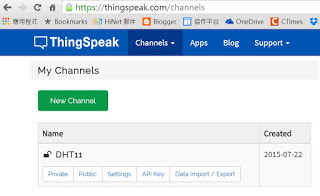 https://thingspeak.com/channels
應用程式 Bookmarks HiNet 郵件 Blogger 協作平台 OneDrive CTimes
ThingSpeak Channels Apps Blog Support
My Channels
New Channel
Name Created
DHT11 2015-07-22
Private Public Settings API Key Data Import / Export